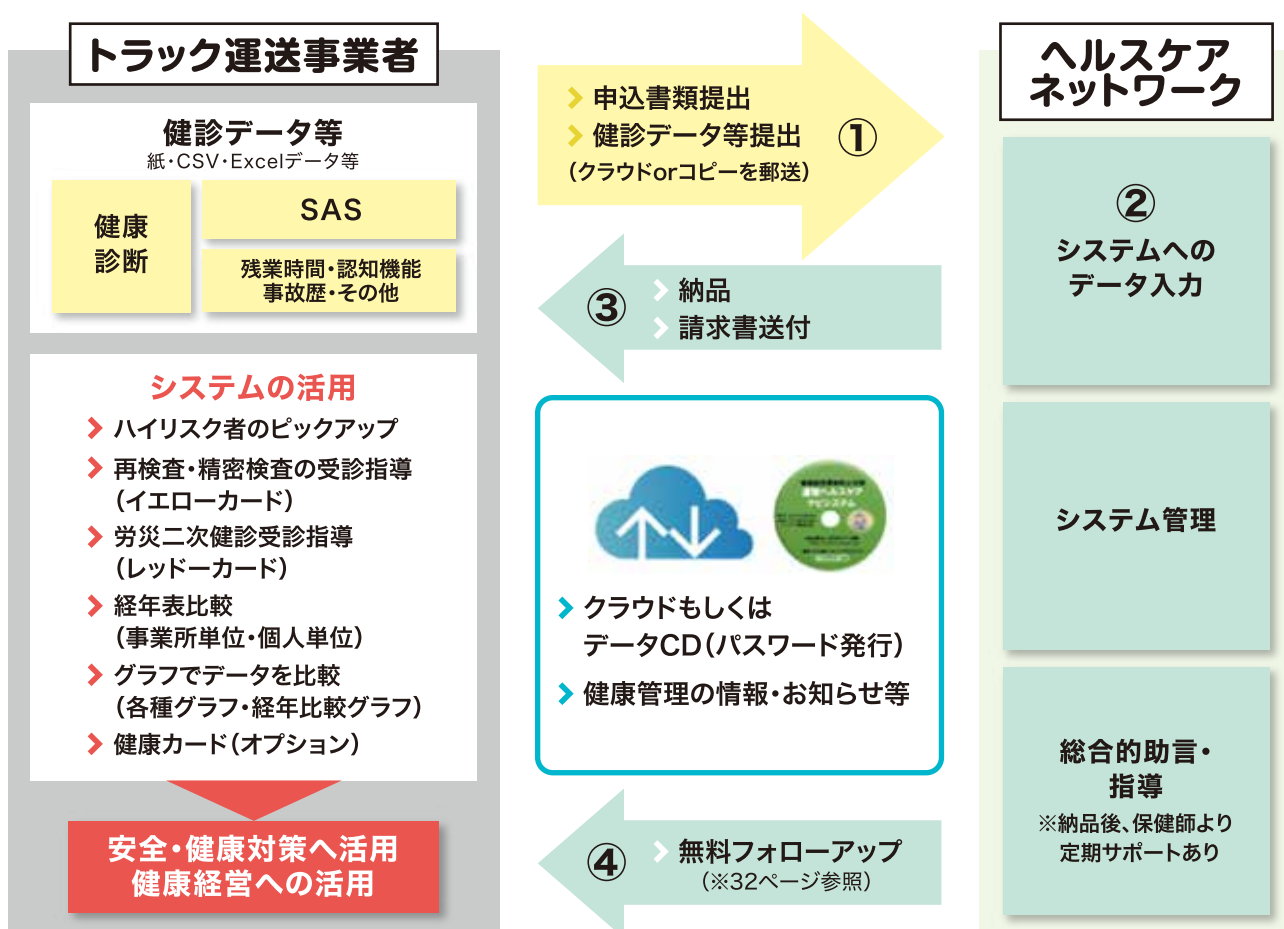 トラック運送事業者
健診データ等
紙・CSV・Excelデータ等
健康
診断
SAS
残業時間・認知機能
事故歴・その他
システムの活用
ハイリスク者のピックアップ
再検査・精密検査の受診指導
（イエローカード）
労災二次健診受診指導
（レッドーカード）
経年表比較
（事業所単位・個人単位）
グラフでデータを比較
（各種グラフ・経年比較グラフ）
健康カード（オプション）
安全・健康対策へ活用
健康経営への活用
申込書類提出
健診データ等提出
（クラウドorコピーを郵送）
①
③
納品
請求書送付
クラウドもしくは
データCD（パスワード発行）
健康管理の情報・お知らせ等
④
無料フォローアップ
（※32ページ参照）
ヘルスケア
ネットワーク
②
システムへの
データ入力
システム管理
総合的助言・
指導
※納品後、保健師より
定期サポートあり